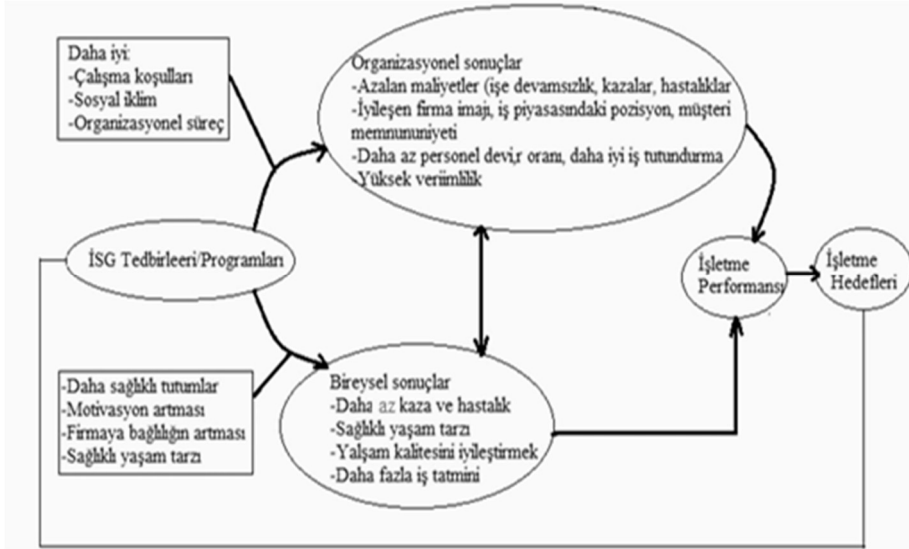 Daha iyi:
-Çalışma koşulları
-Sosyal iklim
-Organizasyonel süreç
Organizasyonel sonuçlar
-Azalan maliyetler (işe devamsızlık, kazalar, hastalıklar
-İyileşen firma imajı, iş piyasasındaki pozisyon, müşteri
memnununiyeti
-Daha az personel devi,r oranı, daha iyi iş tutundurma
-Yüksek veriimlilik
İSG Tedbirleeri/Programları
İşletme
Performansı
İşletme
Hedefleri
-Daha sağlıklı tutumlar
-Motivasyon artması
-Firmaya bağlılığın artması
-Sağlıklı yaşam tarzı
Bireysel sonuçlar
-Daha az kaza ve hastalık
-Sağlıklı yaşam tarzı
-Yalşam kalitesini iyileştirmek
-Daha fazla iş tatmini